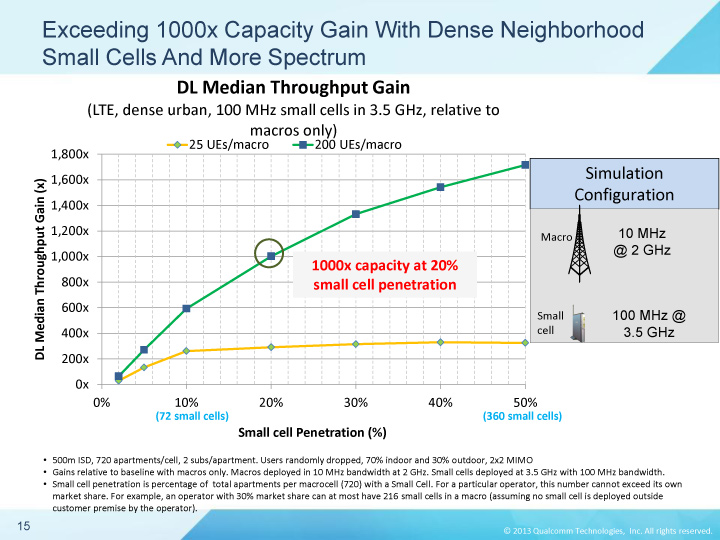 Exceeding 1000x Capacity Gain With Dense Neighborhood
Small Cells And More Spectrum
DL Median Throughput Gain
(LTE, dense urban, 100 MHz small cells in 3.5 GHz, relative to
macros only)
25 UEs/macro 200 UEs/macro
DL Median Throughput Gain (x)
1,800x
1,600x
1,400x
1,200x
1,000x
800x
600x
400x
200x
0x
1000x capacity at 20%
small cell penetration
0% 10% 20% 30% 40% 50%
(72 small cells) (360 small cells)
Small cell Penetration (%)
Simulation
Configuration
Macro
10 MHz
@ 2 GHz
Small
cell
100 MHz @
3.5 GHz
• 500m ISD, 720 apartments/cell, 2 subs/apartment. Users randomly dropped, 70% indoor and 30% outdoor, 2x2 MIMO
• Gains relative to baseline with macros only. Macros deployed in 10 MHz bandwidth at 2 GHz. Small cells deployed at 3.5 GHz with 100 MHz bandwidth.
• Small cell penetration is percentage of total apartments per macrocell (720) with a Small Cell. For a particular operator, this number cannot exceed its own
market share. For example, an operator with 30% market share can at most have 216 small cells in a macro (assuming no small cell is deployed outside
customer premise by the operator).
15
© 2013 Qualcomm Technologies, Inc. All rights reserved.